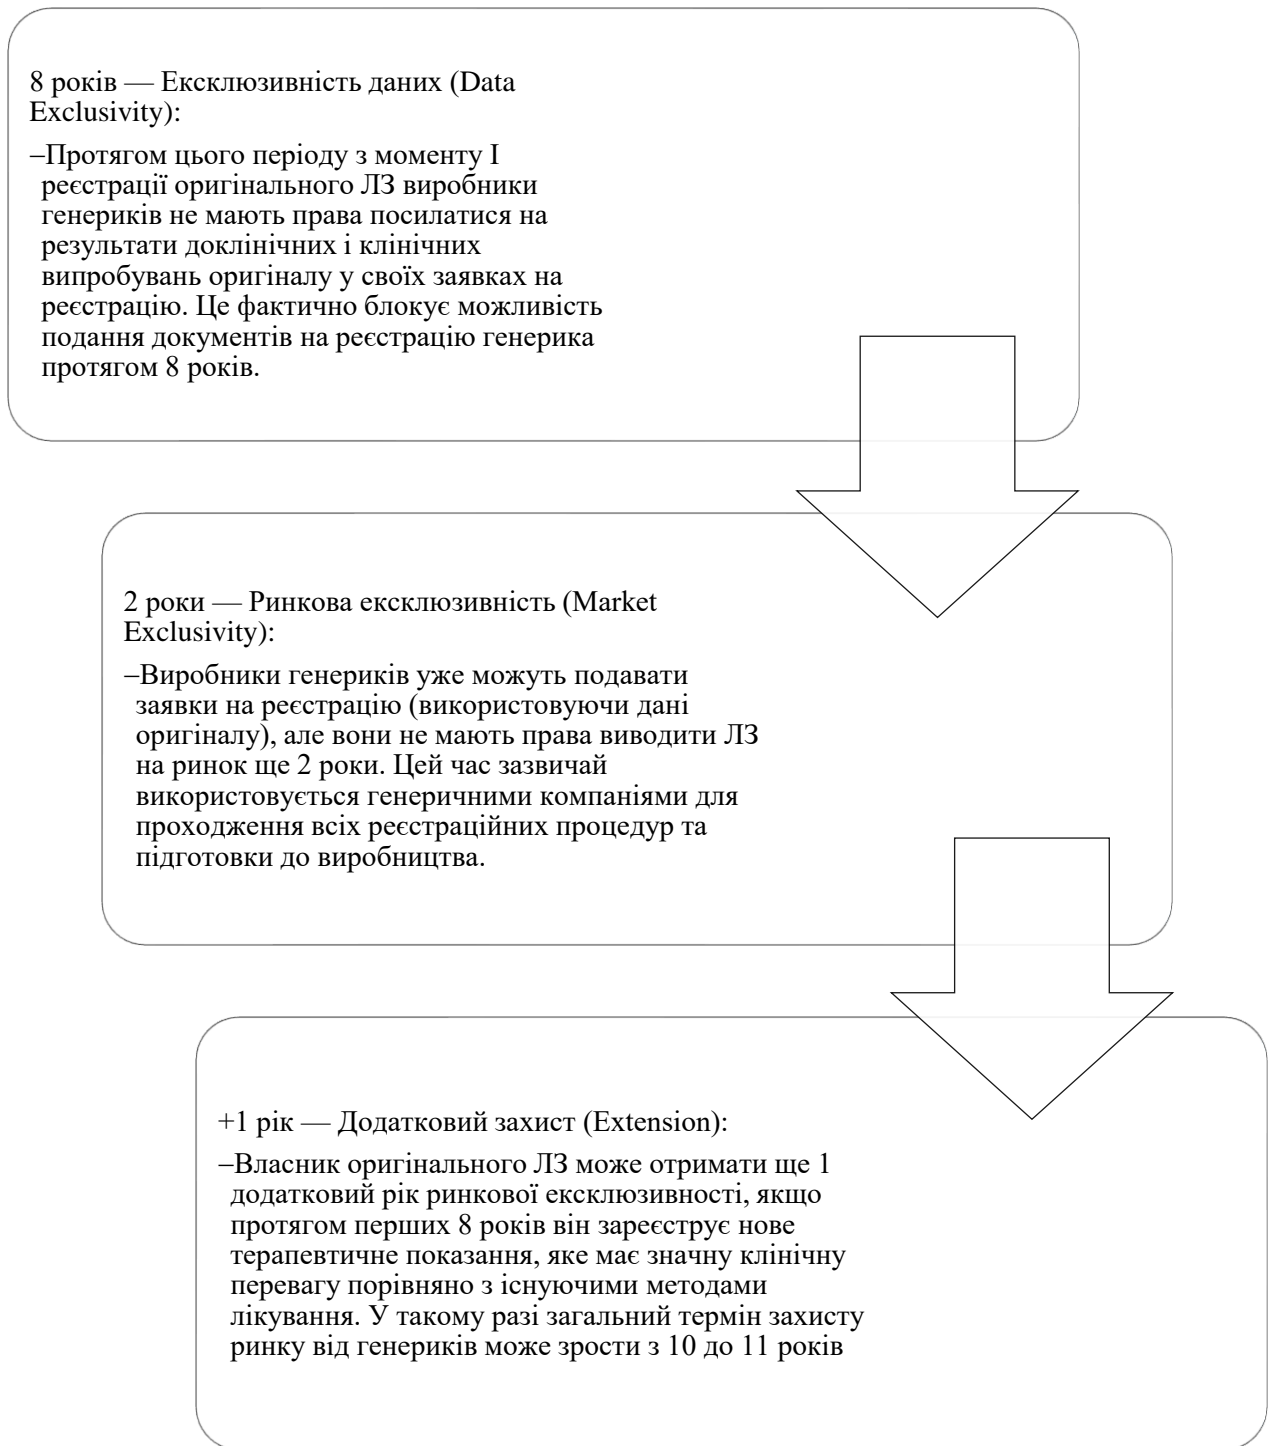 8 років — Ексклюзивність даних (Data
Exclusivity):
–Протягом цього періоду з моменту І
реєстрації оригінального ЛЗ виробники
генериків не мають права посилатися на
результати доклінічних і клінічних
випробувань оригіналу у своїх заявках на
реєстрацію. Це фактично блокує можливість
подання документів на реєстрацію генерика
протягом 8 років.
2 роки — Ринкова ексклюзивність (Market
Exclusivity):
–Виробники генериків уже можуть подавати
заявки на реєстрацію (використовуючи дані
оригіналу), але вони не мають права виводити ЛЗ
на ринок ще 2 роки. Цей час зазвичай
використовується генеричними компаніями для
проходження всіх реєстраційних процедур та
підготовки до виробництва.
+1 рік — Додатковий захист (Extension):
–Власник оригінального ЛЗ може отримати ще 1
додатковий рік ринкової ексклюзивності, якщо
протягом перших 8 років він зареєструє нове
терапевтичне показання, яке має значну клінічну
перевагу порівняно з існуючими методами
лікування. У такому разі загальний термін захисту
ринку від генериків може зрости з 10 до 11 років